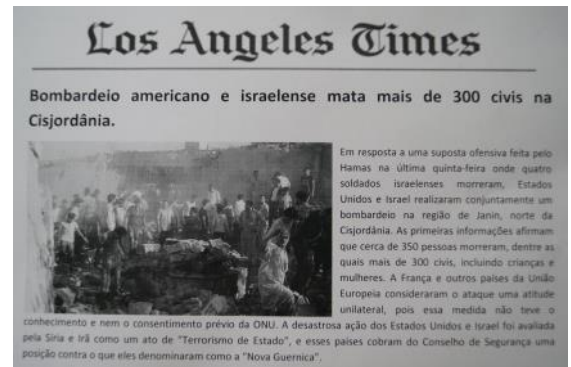 Los Angeles Times
Bombardeio americano e israelense mata mais de 300 civis na
Cisjordânia.
Em resposta a uma suposta ofensiva feita pelo
Hamas na última quinta-feira onde quatro
soldados israelenses morreram, Estados
Unidos e Israel realizaram conjuntamente um
bombardeio na região de Janin, norte da
Cisjordânia. As primeiras informações afirmam
que cerca de 350 pessoas morreram, dentre as
quais mais de 300 civis, incluindo crianças e
mulheres. A França e outros países da União
Europeia consideraram o ataque uma atitude
unilateral, pois essa medida não teve o
conhecimento e nem o consentimento prévio da ONU. A desastrosa ação dos Estados Unidos e Israel foi avaliada
pela Síria e Irã como um ato de "Terrorismo de Estado", e esses países cobram do Conselho de Segurança uma
posição contra o que eles denominaram como a "Nova Guernica".